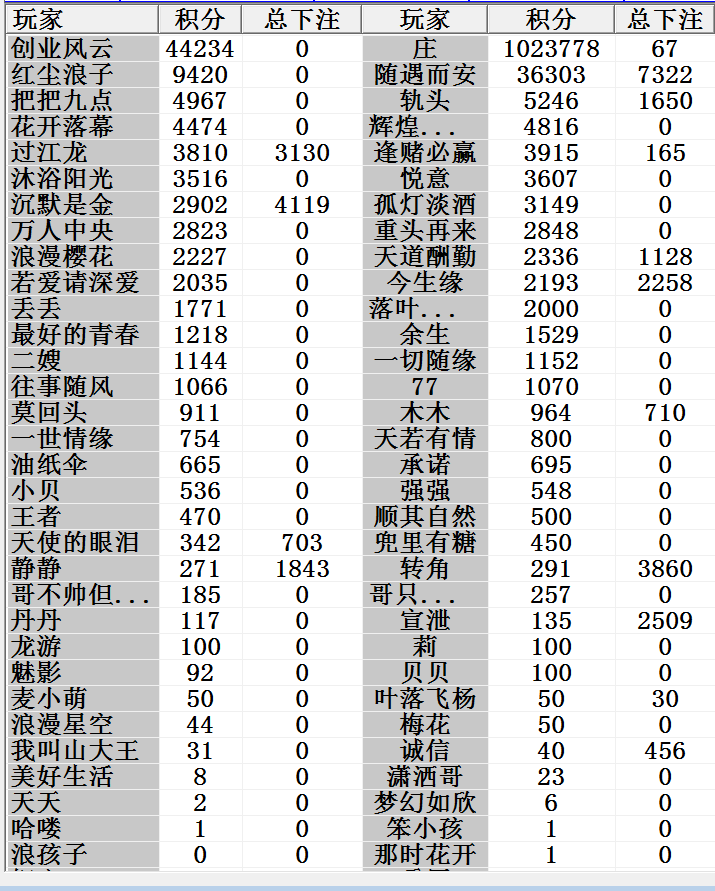 玩家 积分 总下注 玩家 积分 总下注
创业风云 44234 0 庄 1023778 67
红尘浪子 9420 0 随遇而安 36303 7322
把把九点 4967 0 轨头 5246 1650
花开落幕 4474 0 辉煌... 4816 0
过江龙 3810 3130 逢赌必赢 3915 165
沐浴阳光 3516 0 悦意 3607 0
沉默是金 2902 4119 孤灯淡酒 3149 0
万人中央 2823 0 重头再来 2848 0
浪漫樱花 2227 0 天道酬勤 2336 1128
若爱请深爱 2035 0 今生缘 2193 2258
丢丢 1771 0 落叶... 2000 0
最好的青春 1218 0 余生 1529 0
二嫂 1144 0 一切随缘 1152 0
往事随风 1066 0 77 1070 0
莫回头 911 0 木木 964 710
一世情缘 754 0 天若有情 800 0
油纸伞 665 0 承诺 695 0
小贝 536 0 强强 548 0
王者 470 0 顺其自然 500 0
天使的眼泪 342 703 兜里有糖 450 0
静静 271 1843 转角 291 3860
哥不帅但... 185 0 哥只... 257 0
丹丹 117 0 宣泄 135 2509
龙游 100 0 莉 100 0
魅影 92 0 贝贝 100 0
麦小萌 50 0 叶落飞杨 50 30
浪漫星空 44 0 梅花 50 0
我叫山大王 31 0 诚信 40 456
美好生活 8 0 潇洒哥 23 0
天天 2 0 梦幻如欣 6 0
哈喽 1 0 笨小孩 1 0
浪孩子 0 0 那时花开 1 0